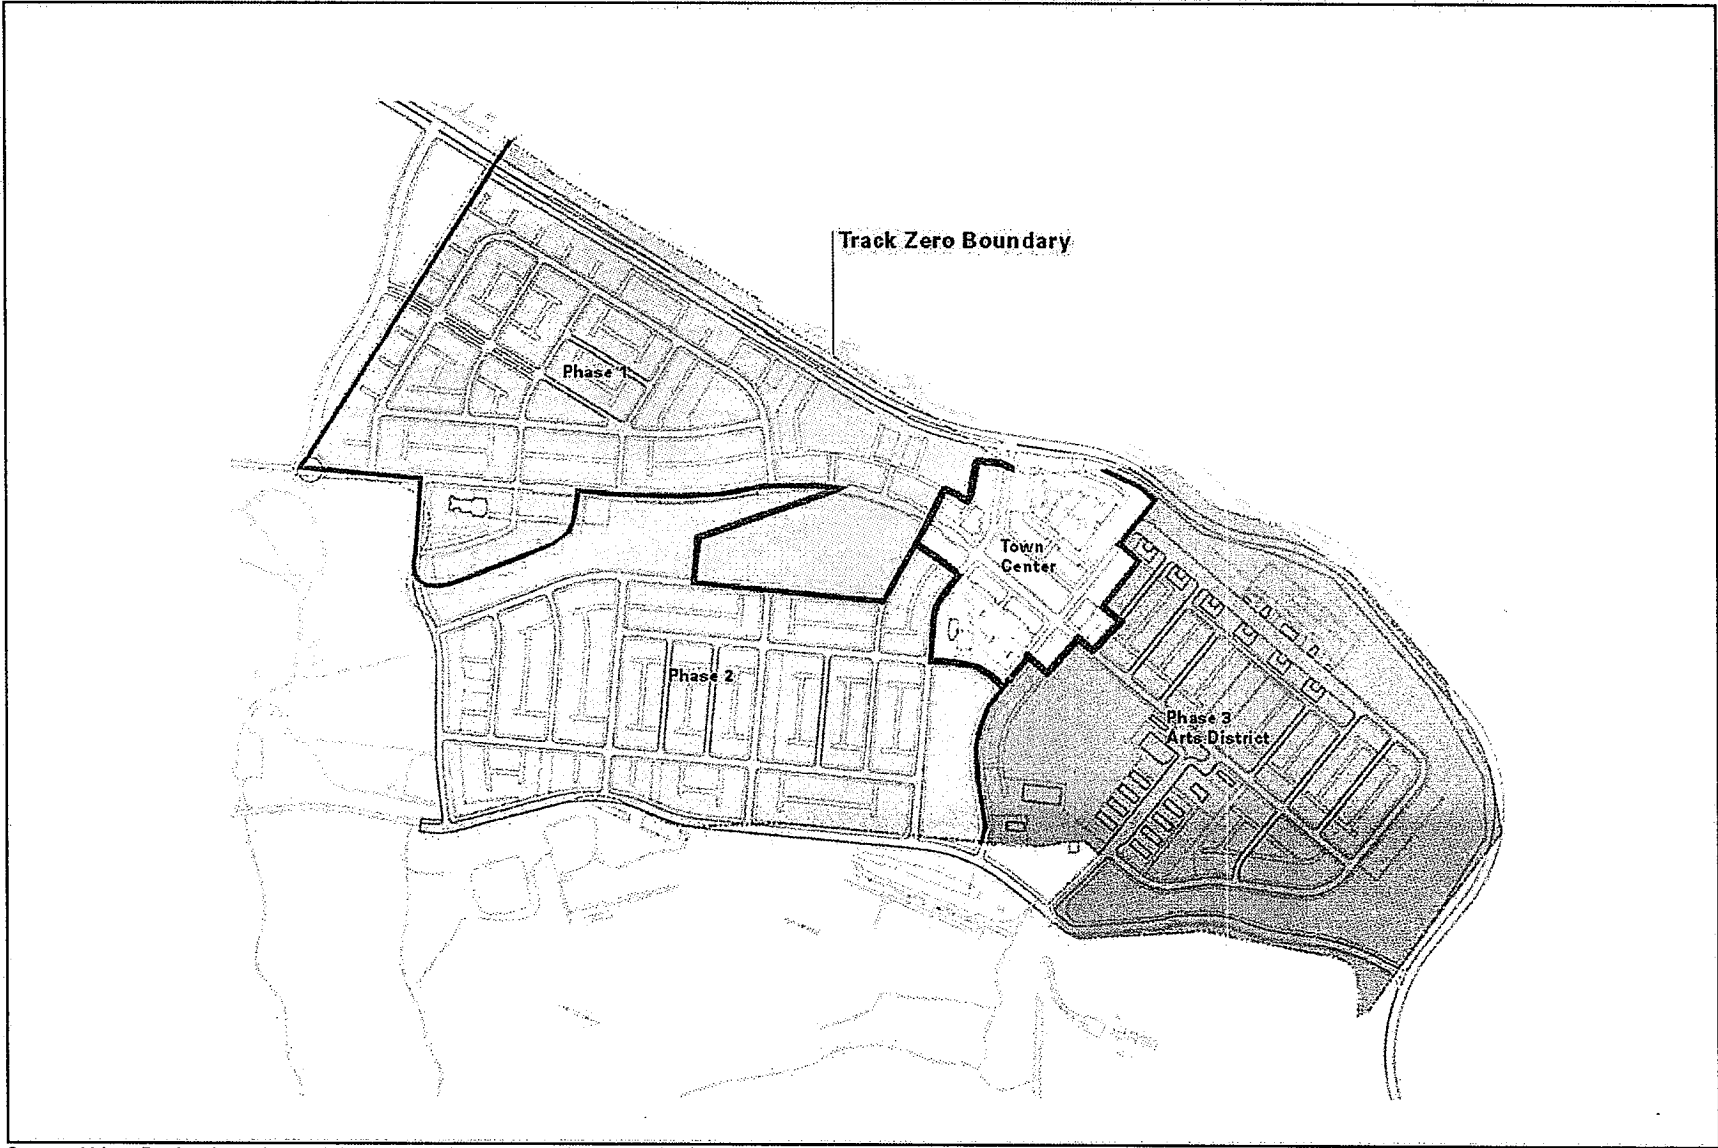 Track Zero Boundary
Phase 1
Town
Center
Phase 2
Phase 3
Arts District